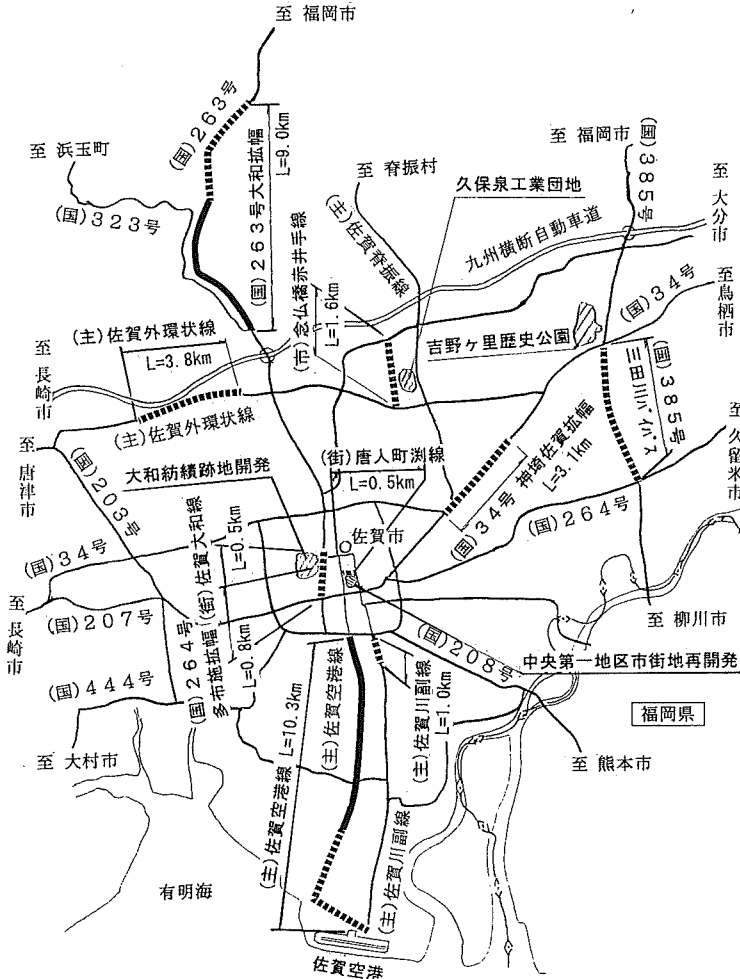 至 福岡市
(国)263号
(国)263号大和拡幅
L=9.0km
至 浜玉町
(国)323号
至 脊振村
(主)佐賀脊振線
久保泉工業団地
至 福岡市
(国)385号
至 大分市
九州横断自動車道
(国)34号
至 鳥栖市
(主)佐賀外環状線
L=3.8km
(市)念仏橋赤井手線
L=1.6km
吉野ヶ里歴史公園
至 長崎市
(主)佐賀外環状線
三田川バイパス
(国)385号
至 久留米市
至 唐津市
(国)203号
大和紡績跡地開発
(街)唐人町渕線
L=0.5km
(国)34号 神埼佐賀拡幅
L=3.1km
(国)264号
佐賀市
(国)34号
(街)佐賀大和線
L=0.5km
至 長崎市
(国)207号
(国)264号
多布施拡幅
L=0.8km
(国)208号
至 柳川市
中央第一地区市街地再開発
(国)444号
至 大村市
(主)佐賀空港線 L=10.3km
(主)佐賀空港線
(主)佐賀川副線
L=1.0km
福岡県
至 熊本市
有明海
(主)佐賀川副線
佐賀空港